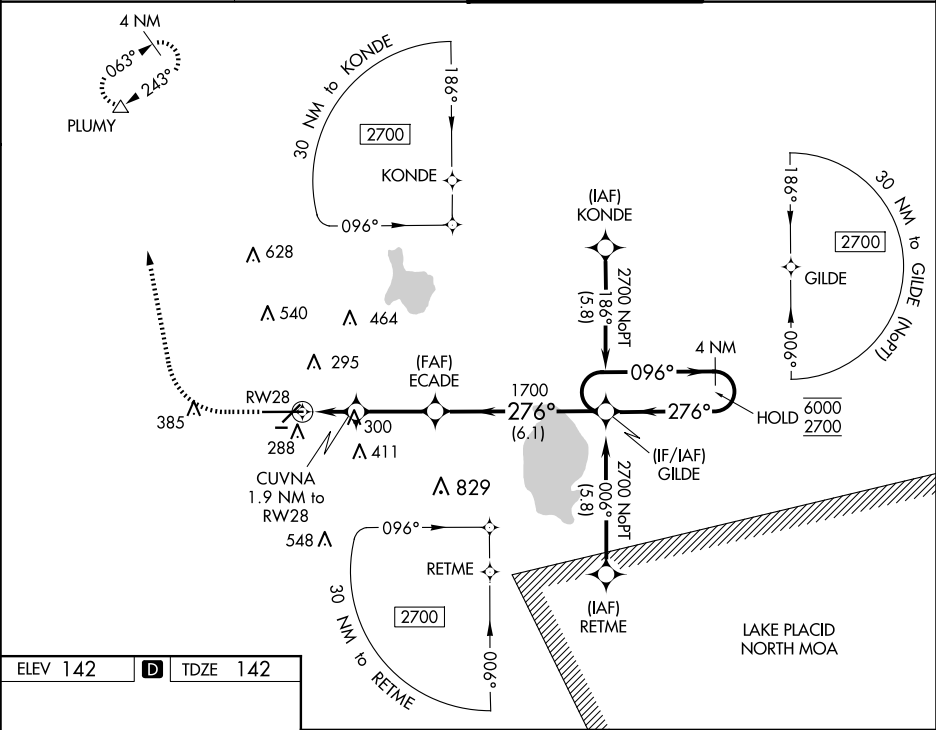 4 NM
063°
243°
PLUMY
30 NM to KONDE
186°
2700
KONDE
096°
(IAF)
KONDE
2700 NoPT
186°
(5.8)
186°
30 NM to GILDE (NoPT)
2700
GILDE
006°
628
540
464
295
(FAF)
ECADE
4 NM
096°
RW28
385
1700
276°
(6.1)
276°
HOLD
6000
2700
300
288
411
CUVNA
1.9 NM to
RW28
(IF/IAF)
GILDE
829
2700 NoPT
006°
(5.8)
548
096°
RETME
30 NM to RETME
2700
006°
(IAF)
RETME
LAKE PLACID
NORTH MOA
ELEV 142 D TDZE 142